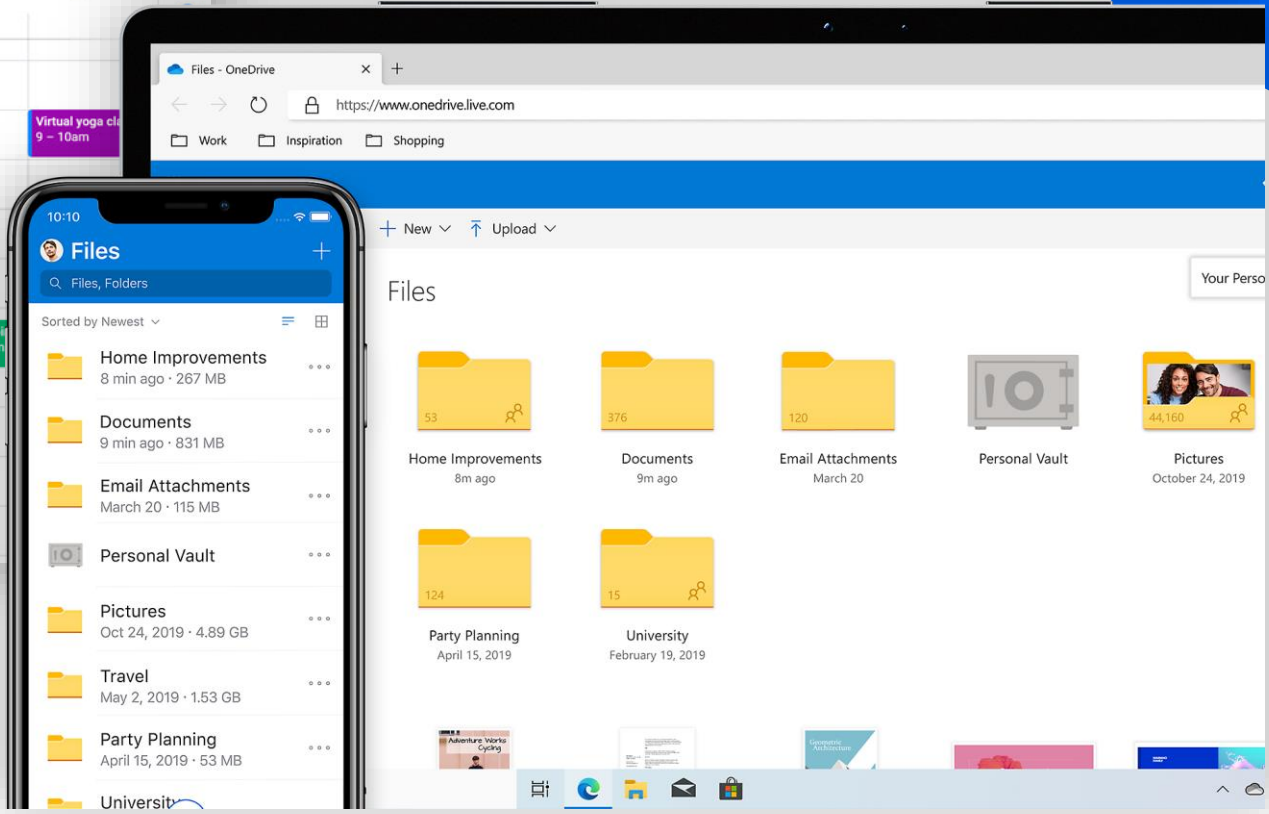 Files - OneDrive
https://www.onedrive.live.com
Work
Inspiration
Shopping
Virtual yoga cla
9 – 10am
10:10
Files
Files, Folders
Sorted by Newest
Home Improvements
8 min ago · 267 MB
Documents
9 min ago · 831 MB
Email Attachments
March 20 · 115 MB
Personal Vault
Pictures
Oct 24, 2019 · 4.89 GB
Travel
May 2, 2019 · 1.53 GB
Party Planning
April 15, 2019 · 53 MB
University
New
Upload
Files
Your Perso
53
376
120
44,160
Home Improvements
Documents
Email Attachments
Personal Vault
Pictures
8m ago
9m ago
March 20
October 24, 2019
124
15
Party Planning
University
April 15, 2019
February 19, 2019
Adventure Works
Cycling
Geometric
Architecture